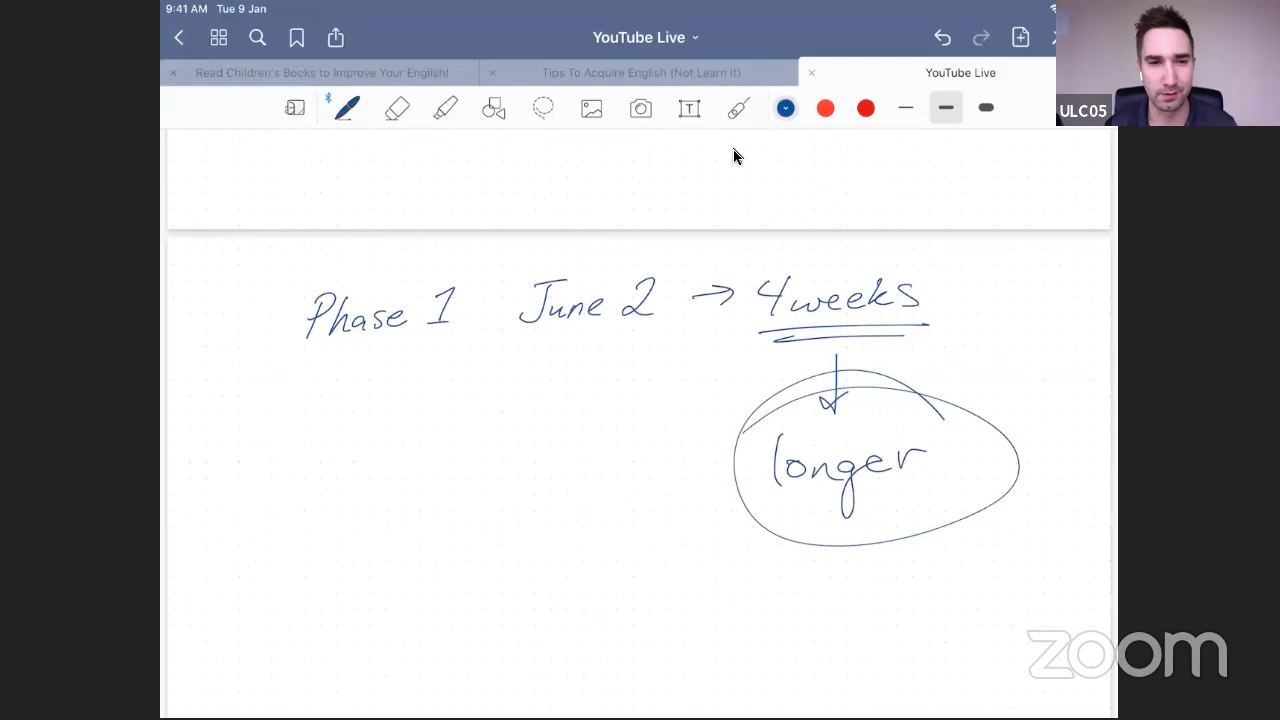 9:41 AM Tue 9 Jan
YouTube Live
Read Children's Books to Improve Your English!
Tips To Acquire English (Not Learn It)
YouTube Live
T
ULC05
Phase 1 June 2 → 4 weeks
longer
zoom